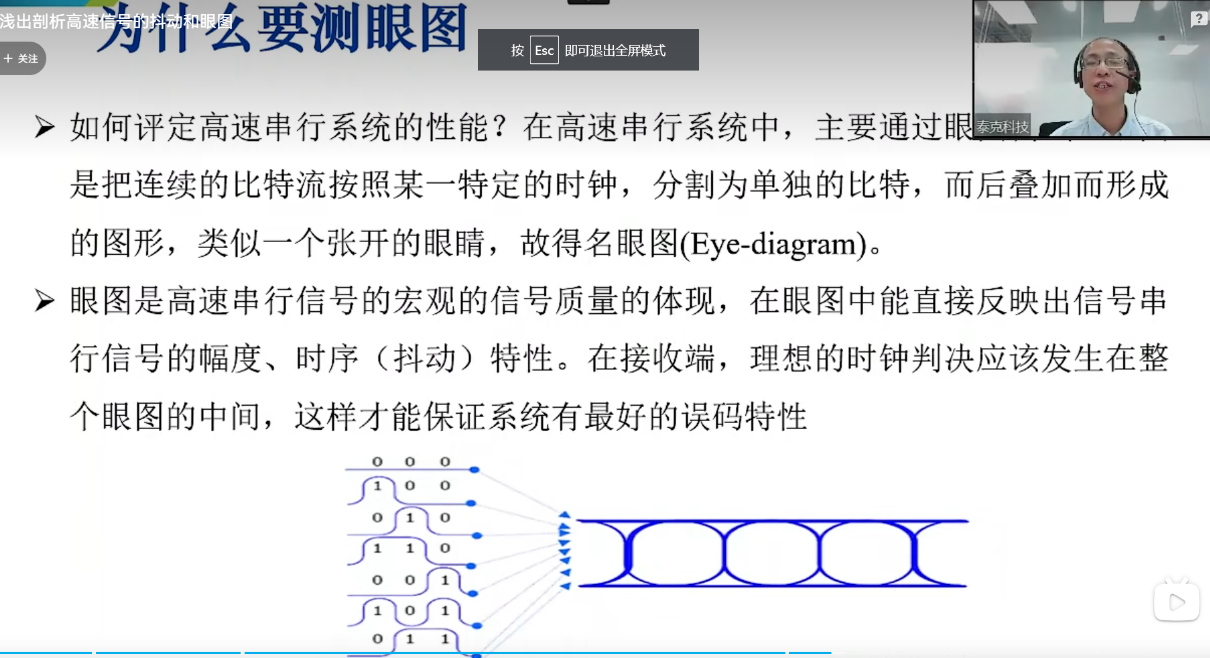 浅出剖析高速信号的抖动和眼图
为什么要测眼图
+ 关注
按 Esc 即可退出全屏模式
?
泰克科技
➢ 如何评定高速串行系统的性能？在高速串行系统中，主要通过眼
是把连续的比特流按照某一特定的时钟，分割为单独的比特，而后叠加而形成
的图形，类似一个张开的眼睛，故得名眼图(Eye-diagram)。
➢ 眼图是高速串行信号的宏观的信号质量的体现，在眼图中能直接反映出信号串
行信号的幅度、时序（抖动）特性。在接收端，理想的时钟判决应该发生在整
个眼图的中间，这样才能保证系统有最好的误码特性
0 0 0
1 0 0
0 1 0
1 1 0
0 0 1
1 0 1
0 1 1